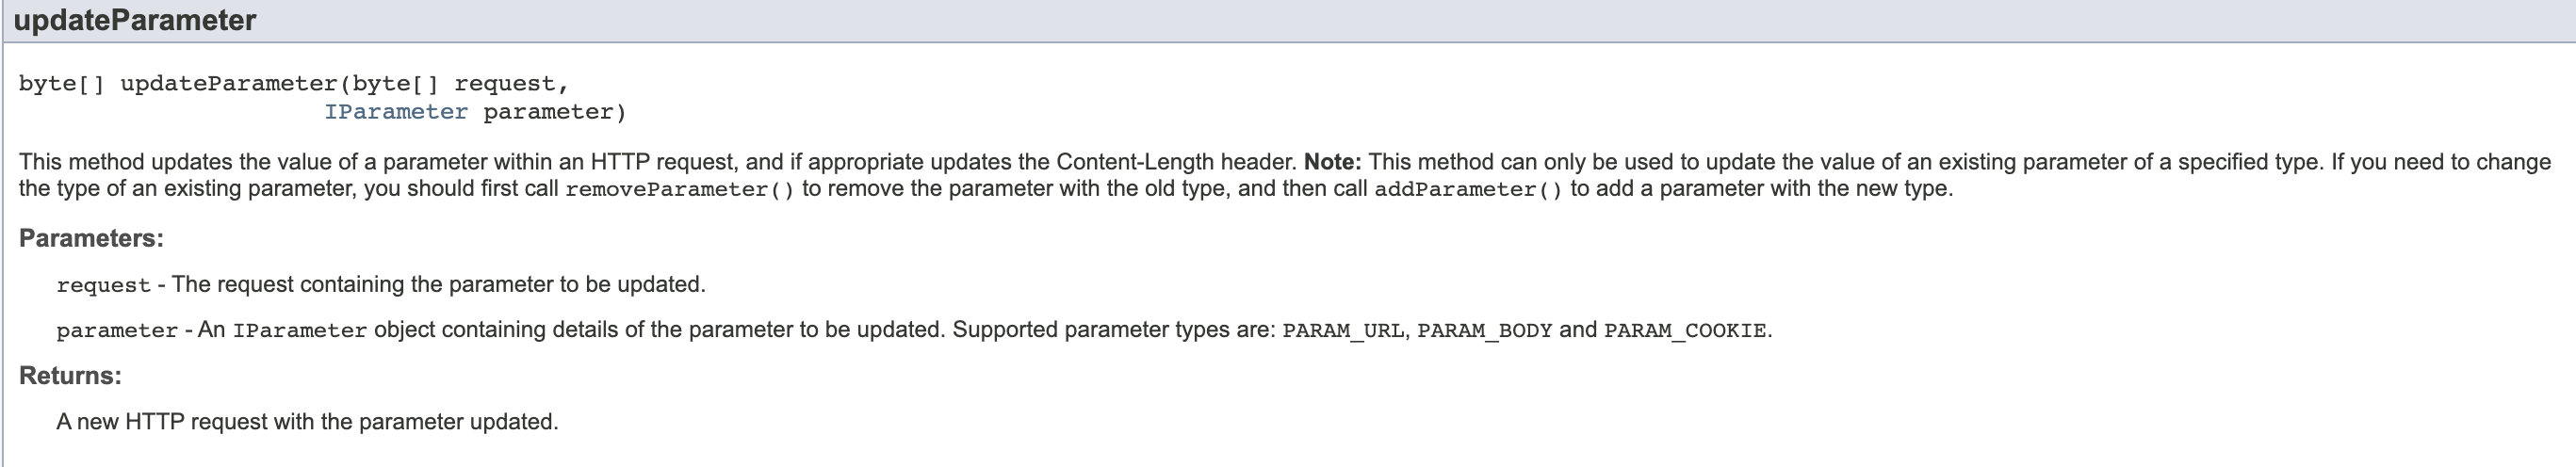 updateParameter
byte[] updateParameter(byte[] request,
IParameter parameter)
This method updates the value of a parameter within an HTTP request, and if appropriate updates the Content-Length header. Note: This method can only be used to update the value of an existing parameter of a specified type. If you need to change
the type of an existing parameter, you should first call removeParameter() to remove the parameter with the old type, and then call addParameter() to add a parameter with the new type.
Parameters:
request - The request containing the parameter to be updated.
parameter - An IParameter object containing details of the parameter to be updated. Supported parameter types are: PARAM_URL, PARAM_BODY and PARAM_COOKIE.
Returns:
A new HTTP request with the parameter updated.